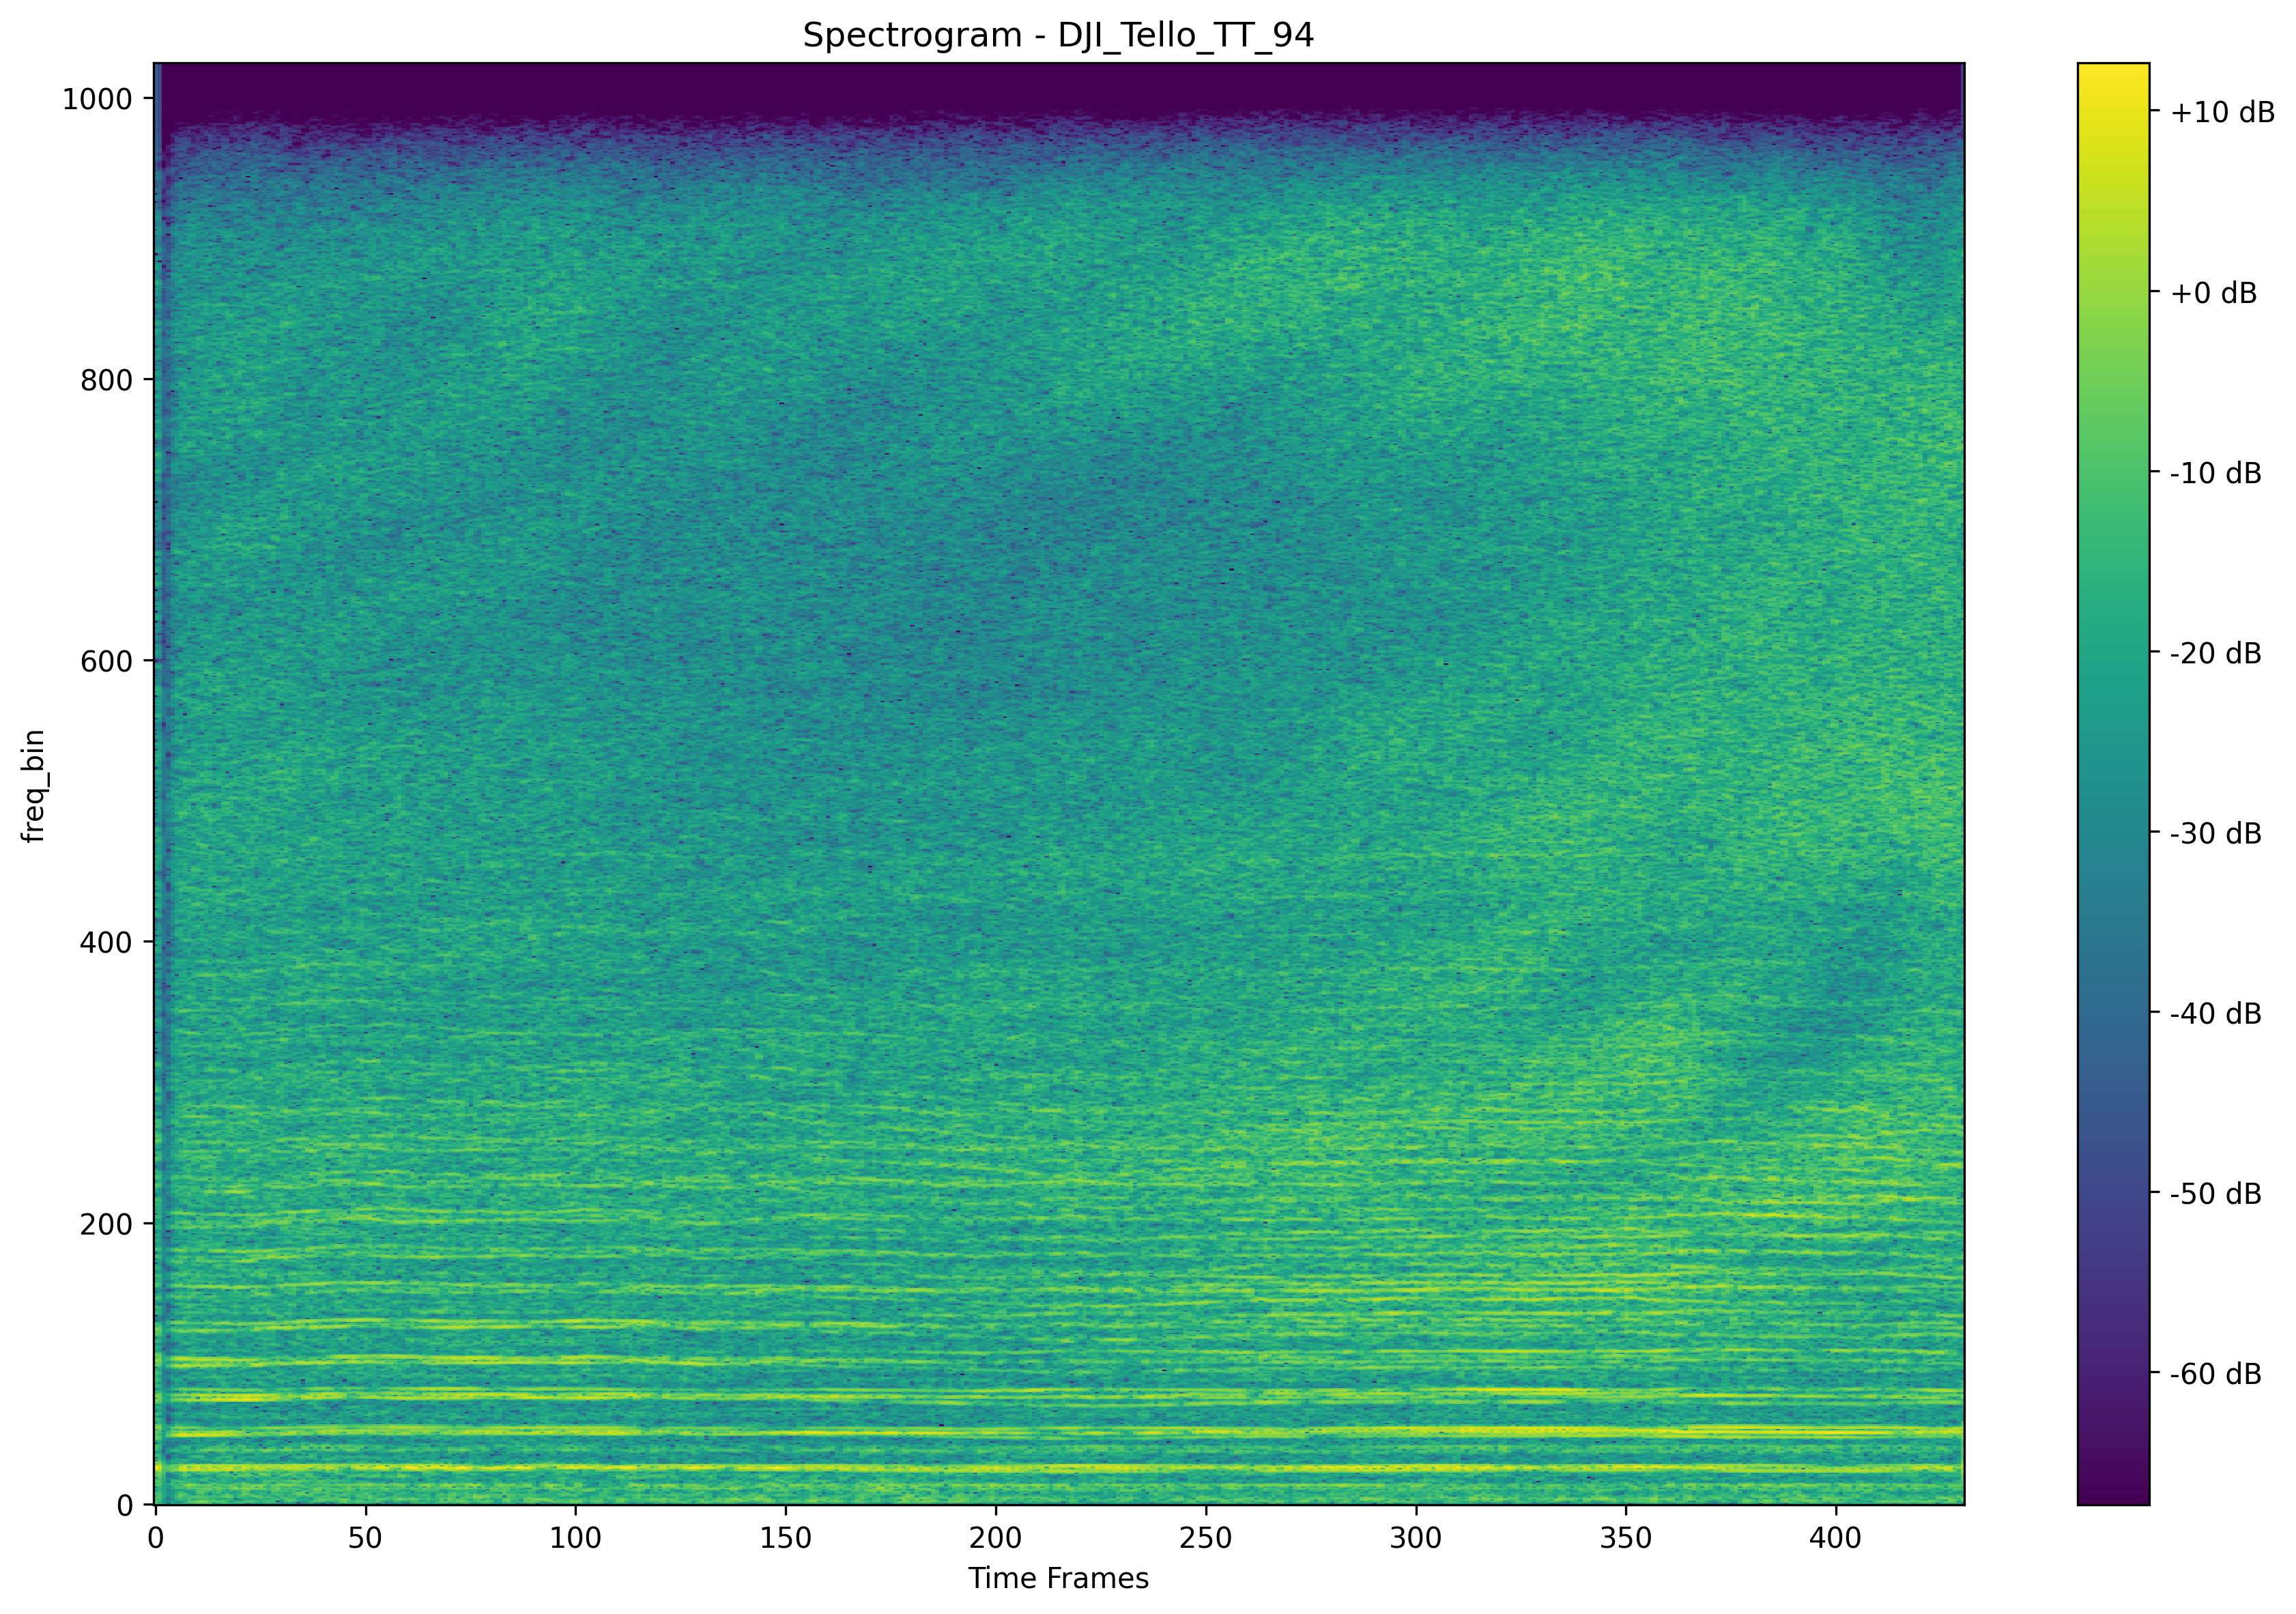 Spectrogram - DJI_Tello_TT_94
1000
800
600
400
200
0
freq_bin
0 50 100 150 200 250 300 350 400
Time Frames
+10 dB
+0 dB
-10 dB
-20 dB
-30 dB
-40 dB
-50 dB
-60 dB